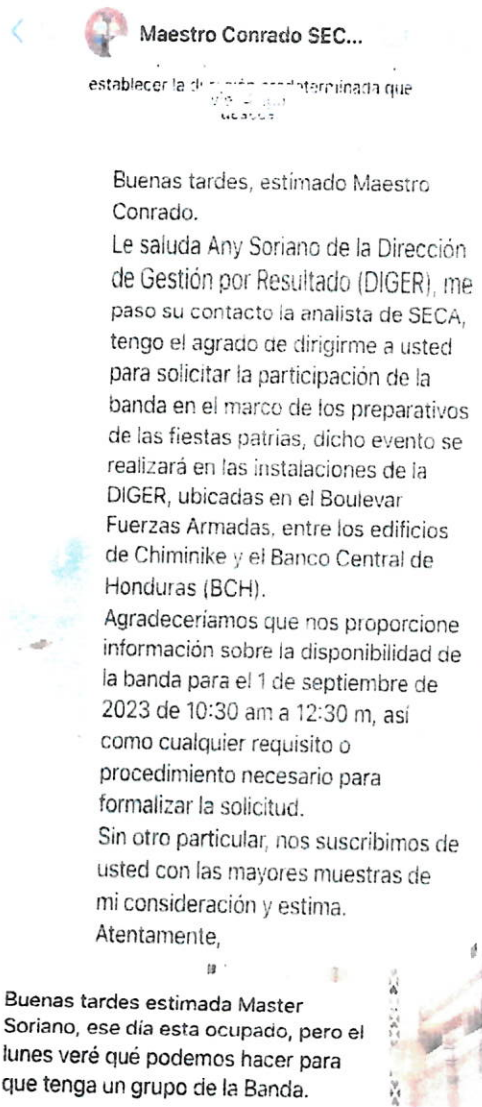 Maestro Conrado SEC...
establecer la que
Buenas tardes, estimado Maestro
Conrado.
Le saluda Any Soriano de la Dirección
de Gestión por Resultado (DIGER), me
paso su contacto la analista de SECA,
tengo el agrado de dirigirme a usted
para solicitar la participación de la
banda en el marco de los preparativos
de las fiestas patrias, dicho evento se
realizará en las instalaciones de la
DIGER, ubicadas en el Boulevar
Fuerzas Armadas, entre los edificios
de Chiminike y el Banco Central de
Honduras (BCH).
Agradeceríamos que nos proporcione
información sobre la disponibilidad de
la banda para el 1 de septiembre de
2023 de 10:30 am a 12:30 m, así
como cualquier requisito o
procedimiento necesario para
formalizar la solicitud.
Sin otro particular, nos suscribimos de
usted con las mayores muestras de
mi consideración y estima.
Atentamente,
Buenas tardes estimada Master
Soriano, ese día esta ocupado, pero el
lunes veré qué podemos hacer para
que tenga un grupo de la Banda.